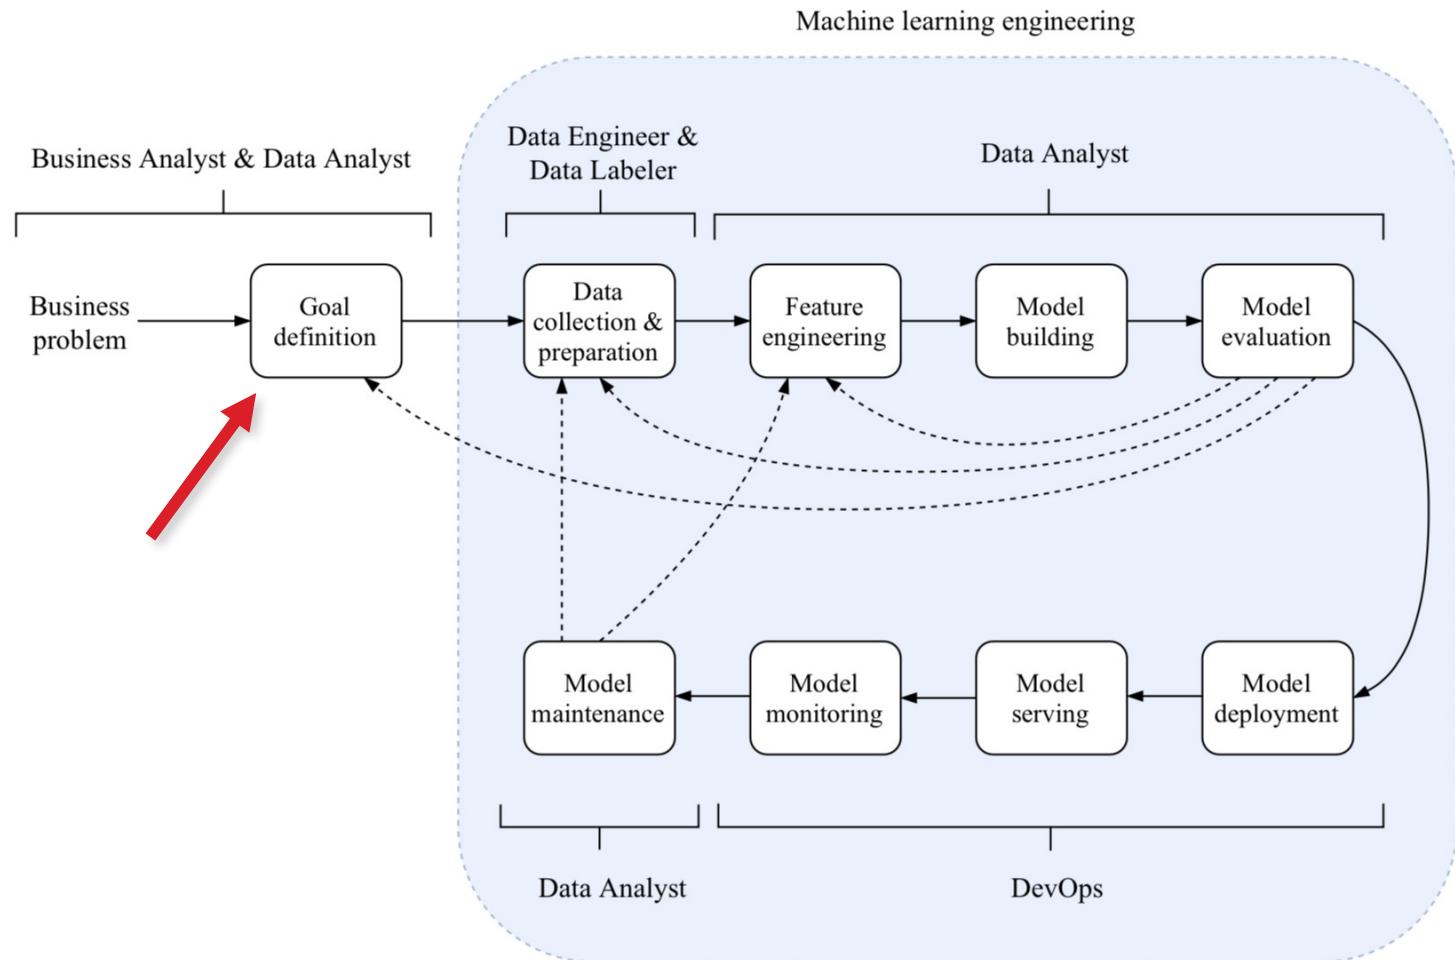 Machine learning engineering
Business Analyst & Data Analyst
Data Engineer &
Data Labeler
Data Analyst
Business
problem
Goal
definition
Data
collection &
preparation
Feature
engineering
Model
building
Model
evaluation
Model
maintenance
Model
monitoring
Model
serving
Model
deployment
Data Analyst
DevOps